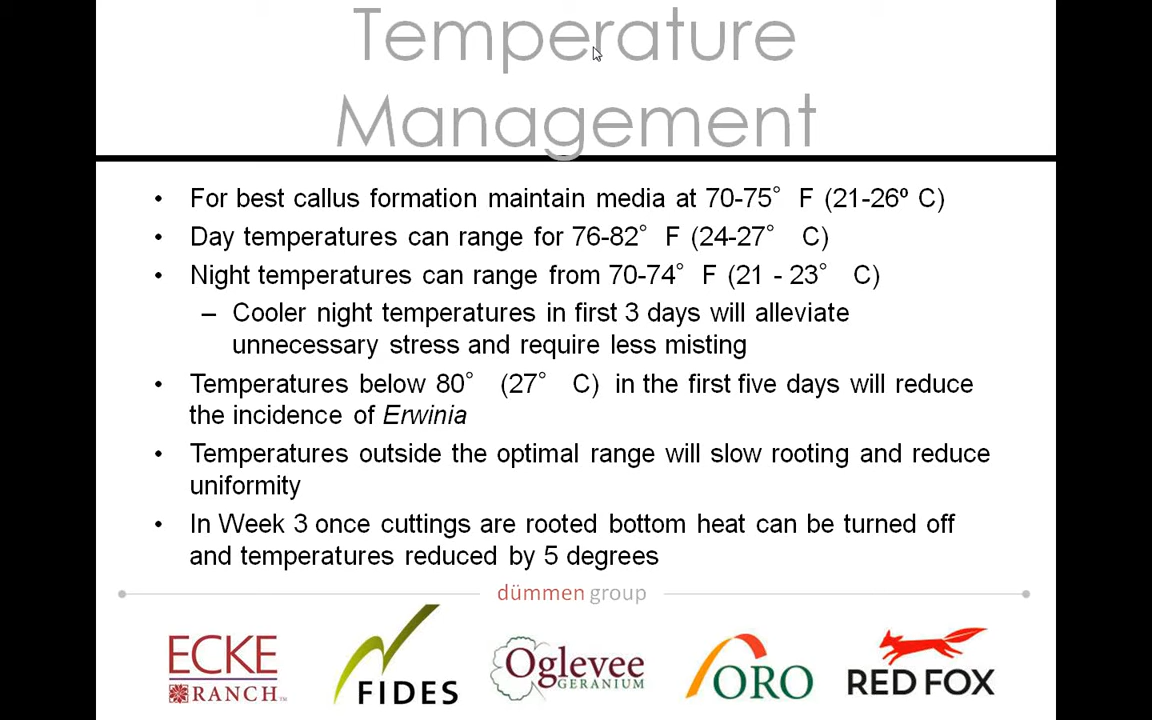 Temperature
Management
• For best callus formation maintain media at 70-75° F (21-26º C)
• Day temperatures can range for 76-82° F (24-27° C)
• Night temperatures can range from 70-74° F (21 - 23° C)
– Cooler night temperatures in first 3 days will alleviate
unnecessary stress and require less misting
• Temperatures below 80° (27° C) in the first five days will reduce
the incidence of Erwinia
• Temperatures outside the optimal range will slow rooting and reduce
uniformity
• In Week 3 once cuttings are rooted bottom heat can be turned off
and temperatures reduced by 5 degrees
dümmen group
ECKE
RANCH™
FIDES
Oglevee
GERANIUM
ORO
RED FOX